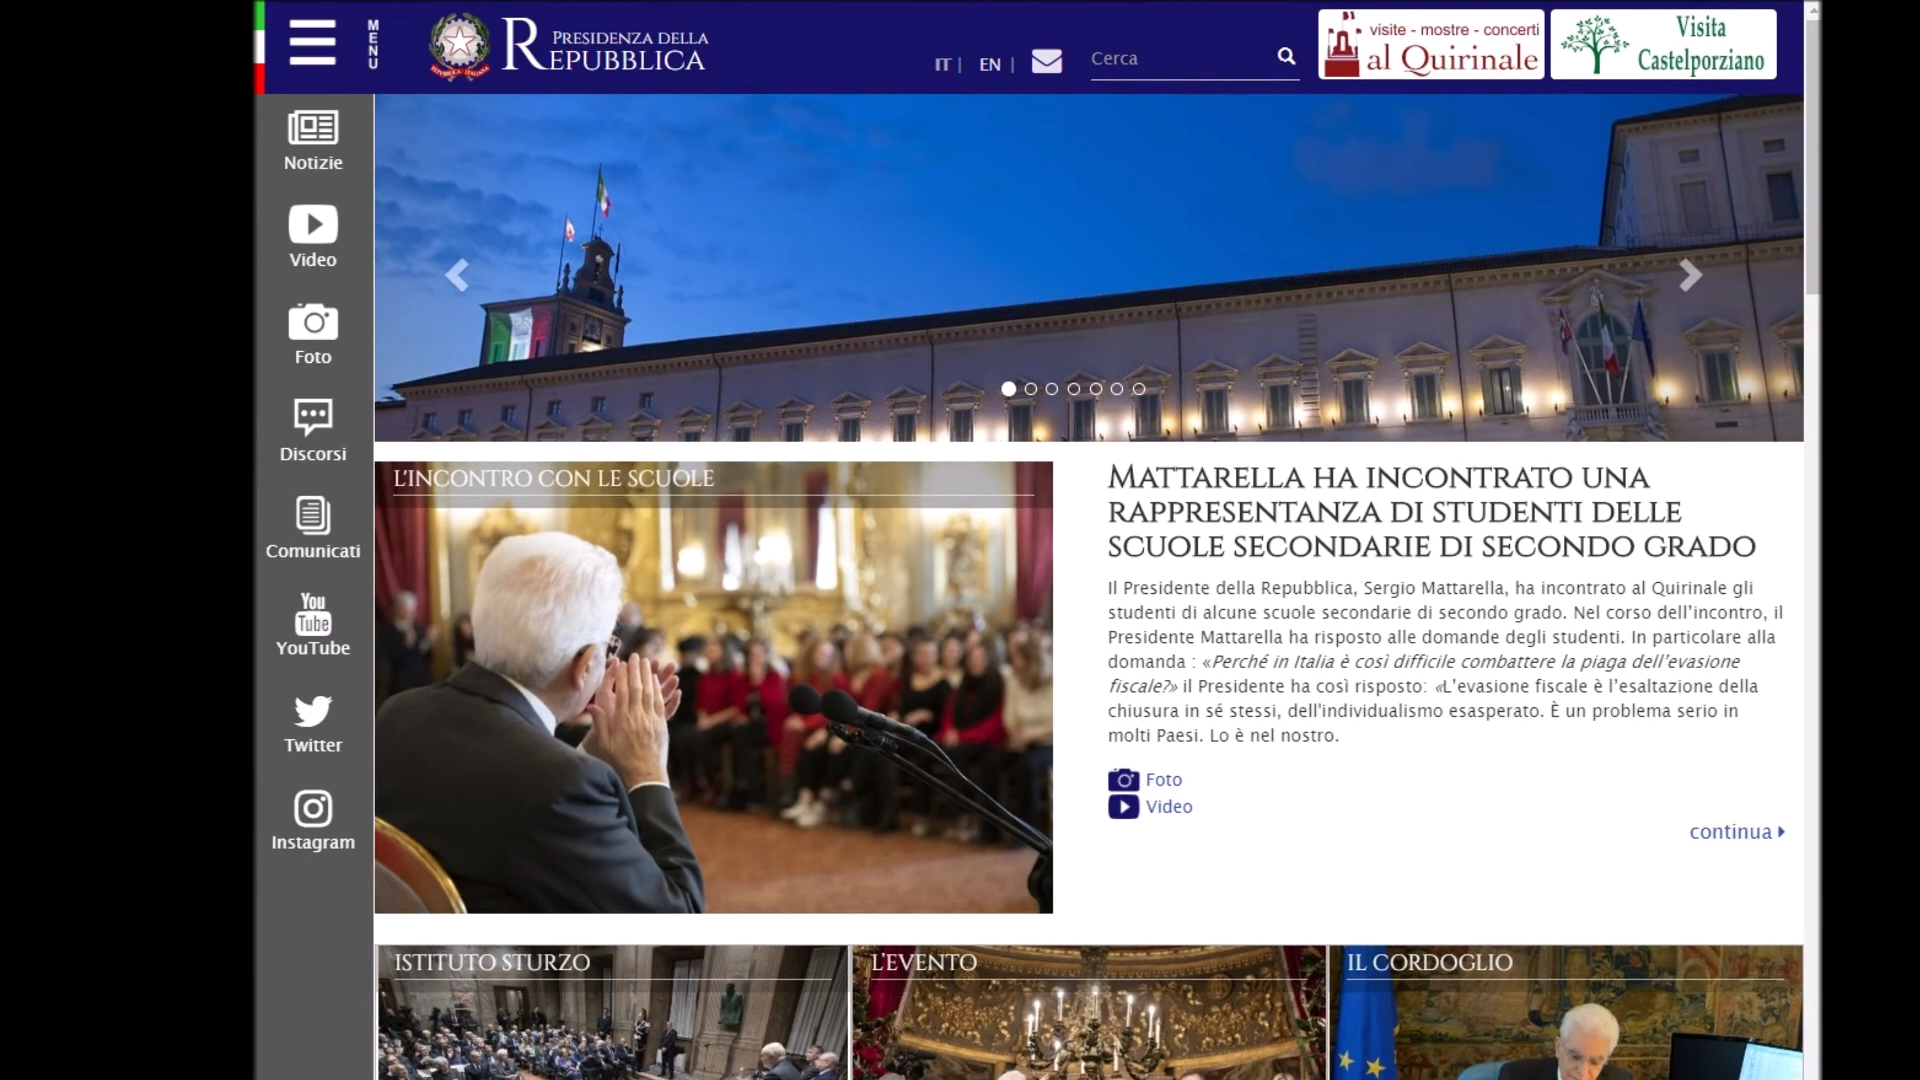 MENU
PRESIDENZA DELLA
REPUBBLICA
IT | EN |
Cerca
visite - mostre - concerti
al Quirinale
Visita
Castelporziano
Notizie
Video
Foto
Discorsi
Comunicati
You
Tube
YouTube
Twitter
Instagram
L'INCONTRO CON LE SCUOLE
MATTARELLA HA INCONTRATO UNA
RAPPRESENTANZA DI STUDENTI DELLE
SCUOLE SECONDARIE DI SECONDO GRADO
Il Presidente della Repubblica, Sergio Mattarella, ha incontrato al Quirinale gli
studenti di alcune scuole secondarie di secondo grado. Nel corso dell'incontro, il
Presidente Mattarella ha risposto alle domande degli studenti. In particolare alla
domanda : «Perché in Italia è così difficile combattere la piaga dell'evasione
fiscale?» il Presidente ha così risposto: «L'evasione fiscale è l'esaltazione della
chiusura in sé stessi, dell'individualismo esasperato. È un problema serio in
molti Paesi. Lo è nel nostro.
Foto
Video
continua
ISTITUTO STURZO
L'EVENTO
IL CORDOGLIO